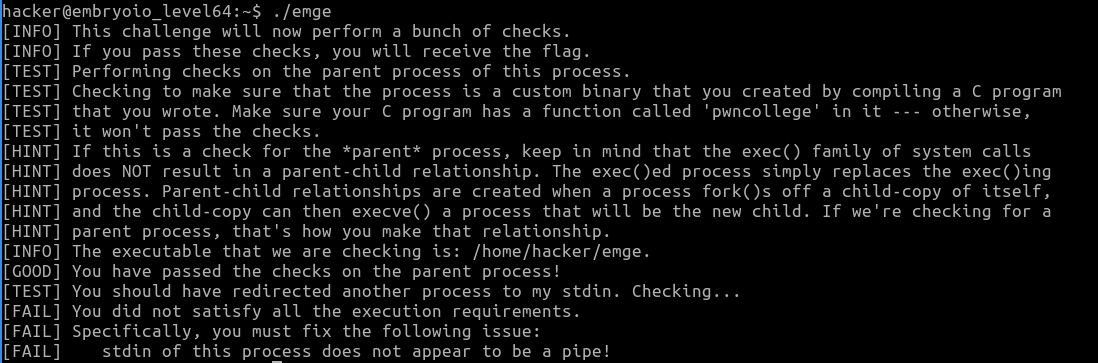 hacker@embryoio_level64:~$ ./emge
[INFO] This challenge will now perform a bunch of checks.
[INFO] If you pass these checks, you will receive the flag.
[TEST] Performing checks on the parent process of this process.
[TEST] Checking to make sure that the process is a custom binary that you created by compiling a C program
[TEST] that you wrote. Make sure your C program has a function called 'pwncollege' in it --- otherwise,
[TEST] it won't pass the checks.
[HINT] If this is a check for the *parent* process, keep in mind that the exec() family of system calls
[HINT] does NOT result in a parent-child relationship. The exec()ed process simply replaces the exec()ing
[HINT] process. Parent-child relationships are created when a process fork()s off a child-copy of itself,
[HINT] and the child-copy can then execve() a process that will be the new child. If we're checking for a
[HINT] parent process, that's how you make that relationship.
[INFO] The executable that we are checking is: /home/hacker/emge.
[GOOD] You have passed the checks on the parent process!
[TEST] You should have redirected another process to my stdin. Checking...
[FAIL] You did not satisfy all the execution requirements.
[FAIL] Specifically, you must fix the following issue:
[FAIL]    stdin of this process does not appear to be a pipe!